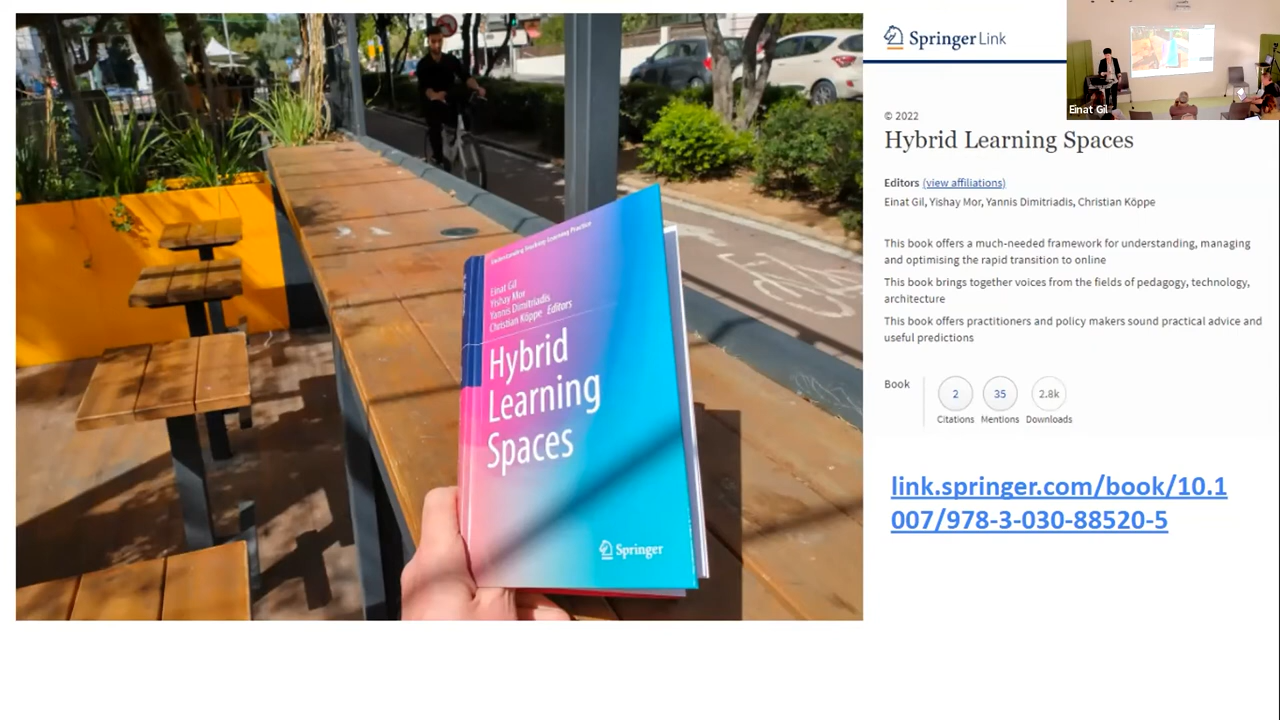 Understanding Teaching-Learning Practice
Einat Gil
Yishay Mor
Yannis Dimitriadis
Christian Köppe Editors
Hybrid
Learning
Spaces
Springer
Springer Link
Einat Gil
© 2022
Hybrid Learning Spaces
Editors (view affiliations)
Einat Gil, Yishay Mor, Yannis Dimitriadis, Christian Köppe
This book offers a much-needed framework for understanding, managing
and optimising the rapid transition to online
This book brings together voices from the fields of pedagogy, technology,
architecture
This book offers practitioners and policy makers sound practical advice and
useful predictions
Book
2 35 2.8k
Citations Mentions Downloads
link.springer.com/book/10.1
007/978-3-030-88520-5